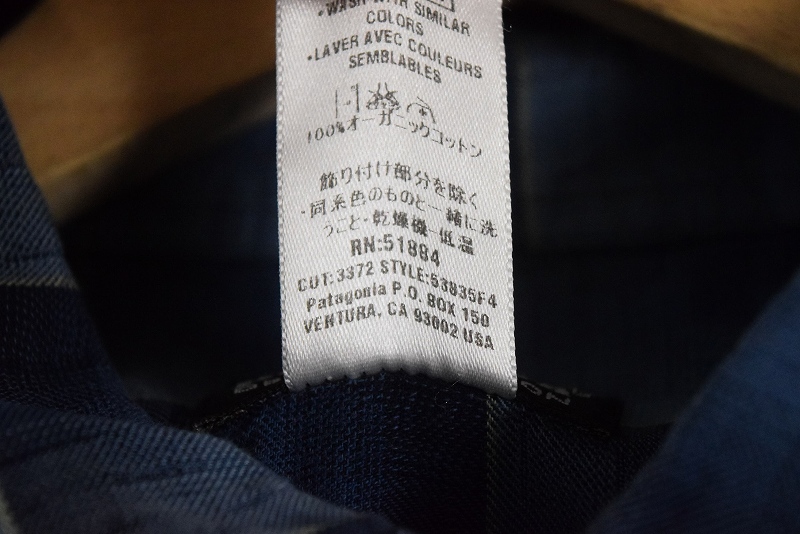 •WASH WITH SIMILAR
COLORS
•LAVER AVEC COULEURS
SEMBLABLES
100%オーガニックコットン
飾り付け部分を除く
・同系色のものと一緒に洗
うこと・乾燥機-低温
RN:51884
CUT:3372 STYLE:53835F4
Patagonia P.O. BOX 150
VENTURA, CA 93002 USA